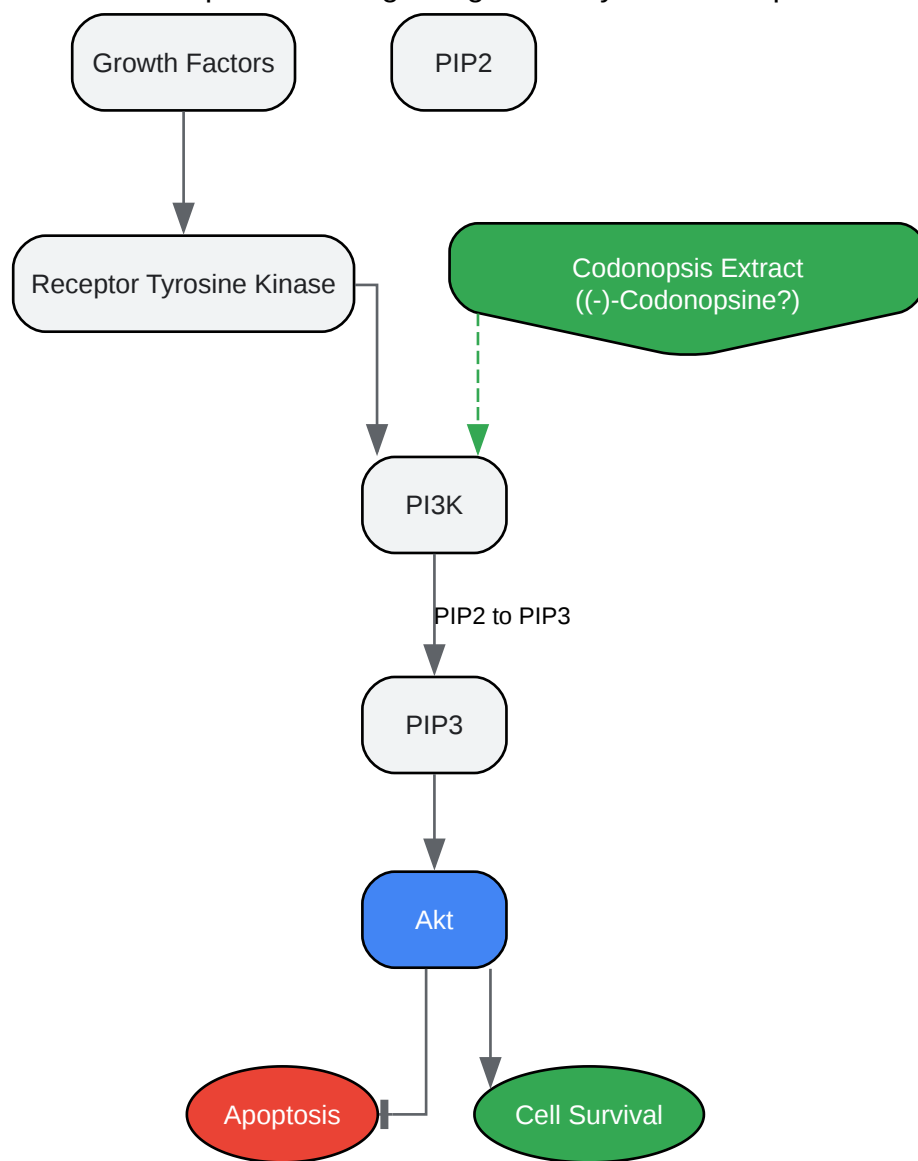 Growth Factors
PIP2
Receptor Tyrosine Kinase
Codonopsis Extract
((-)-Codonopsine?)
PI3K
PIP2 to PIP3
PIP3
Akt
Apoptosis
Cell Survival